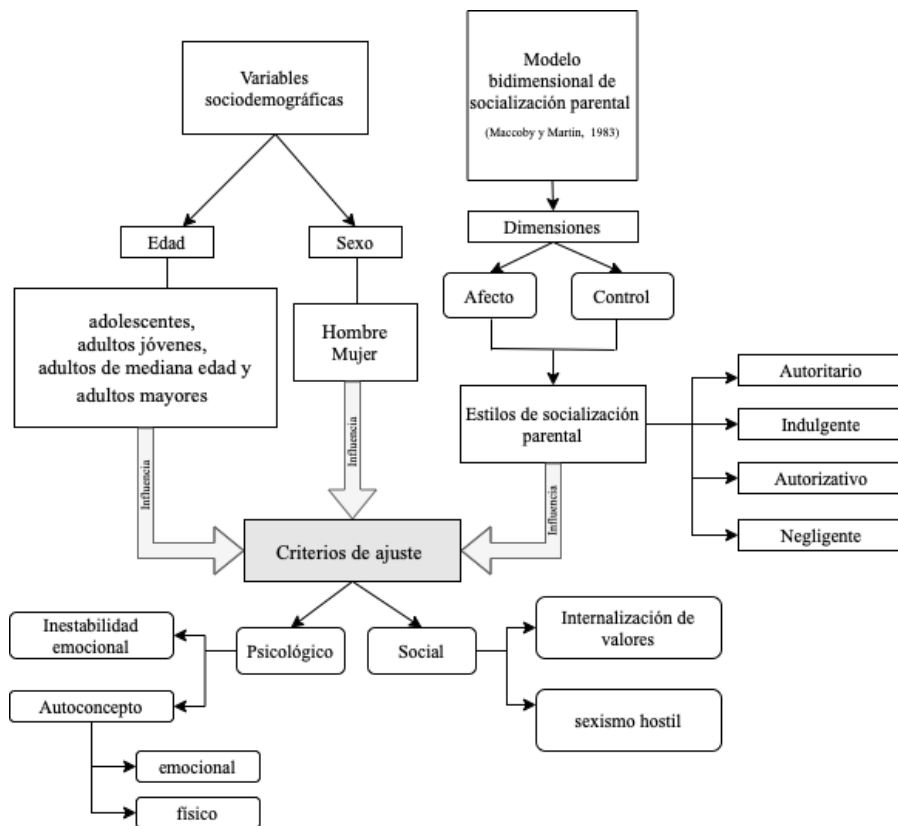 Variables
sociodemográficas
Modelo
bidimensional de
socialización parental
(Maccoby y Martin, 1983)
Edad
Sexo
Dimensiones
Afecto
Control
adolescentes,
adultos jóvenes,
adultos de mediana edad y
adultos mayores
Hombre
Mujer
Estilos de socialización
parental
Autoritario
Indulgente
Autorizativo
Negligente
Influencia
Influencia
Influencia
Criterios de ajuste
Inestabilidad
emocional
Psicológico
Social
Internalización de
valores
Autoconcepto
sexismo hostil
emocional
físico